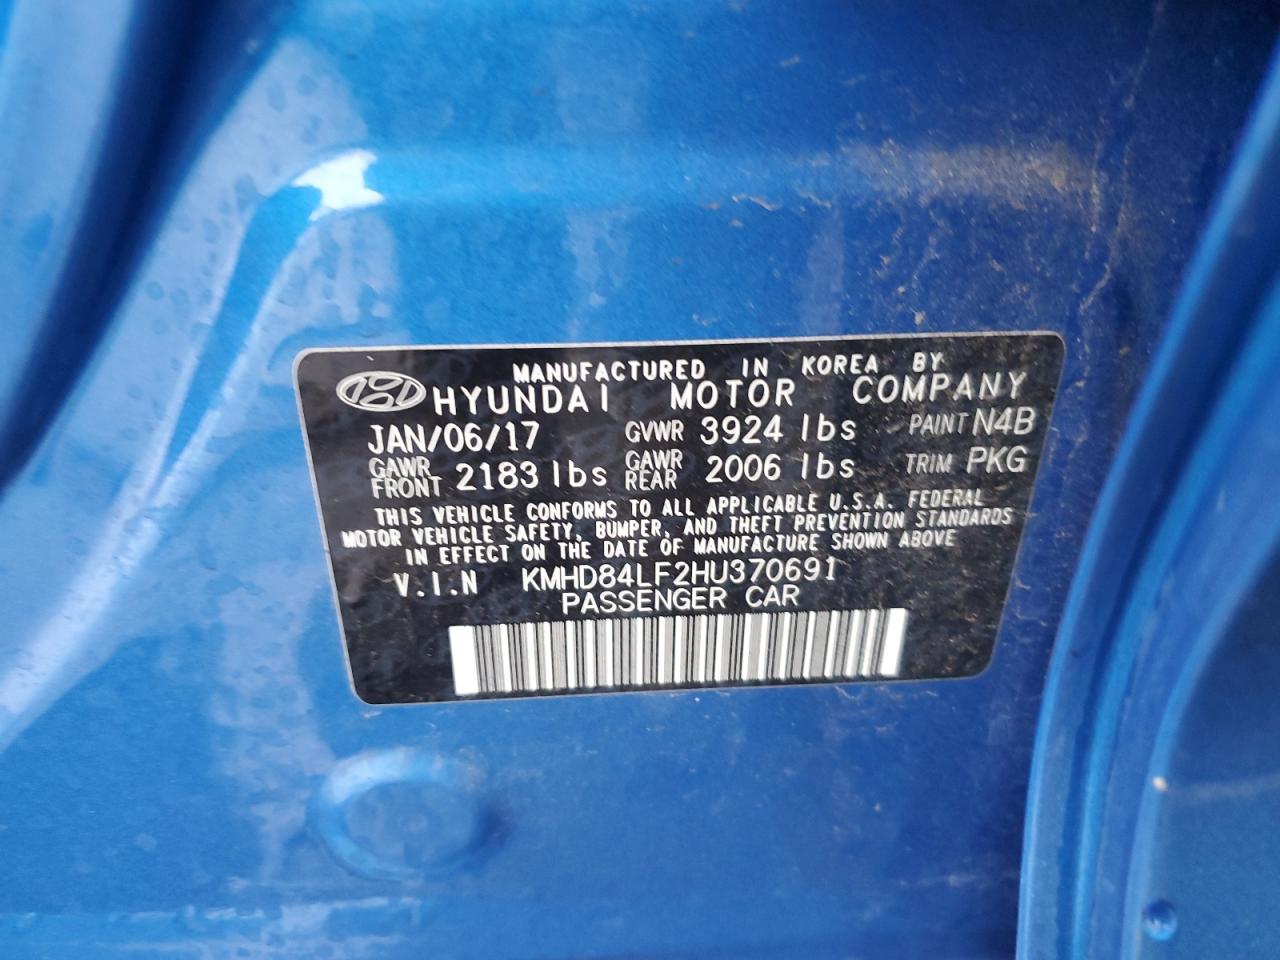 MANUFACTURED IN KOREA BY
HYUNDAI MOTOR COMPANY
JAN/06/17 GVWR 3924 lbs PAINT N4B
GAWR FRONT 2183 lbs GAWR REAR 2006 lbs TRIM PKG
THIS VEHICLE CONFORMS TO ALL APPLICABLE U.S.A. FEDERAL
MOTOR VEHICLE SAFETY, BUMPER, AND THEFT PREVENTION STANDARDS
IN EFFECT ON THE DATE OF MANUFACTURE SHOWN ABOVE
V.I.N KMHD84LF2HU370691
PASSENGER CAR